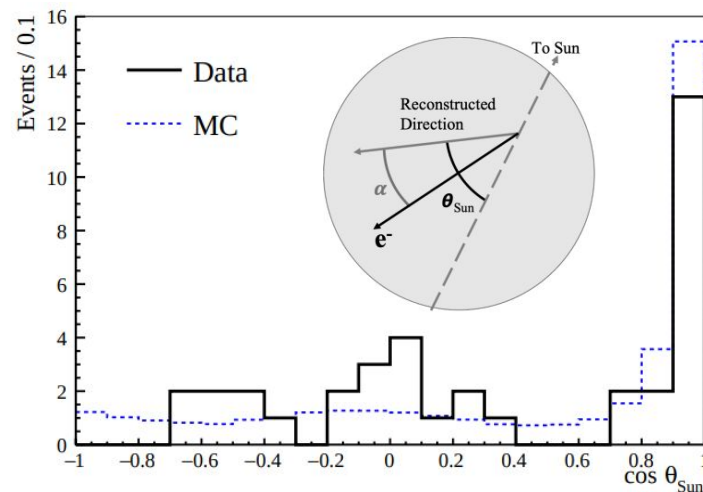 16
14
12
10
8
6
4
2
0
Events / 0.1
Data
MC
To Sun
Reconstructed
Direction
α
θSun
e-
−1 −0.8 −0.6 −0.4 −0.2 0 0.2 0.4 0.6 0.8 1
cos θSun